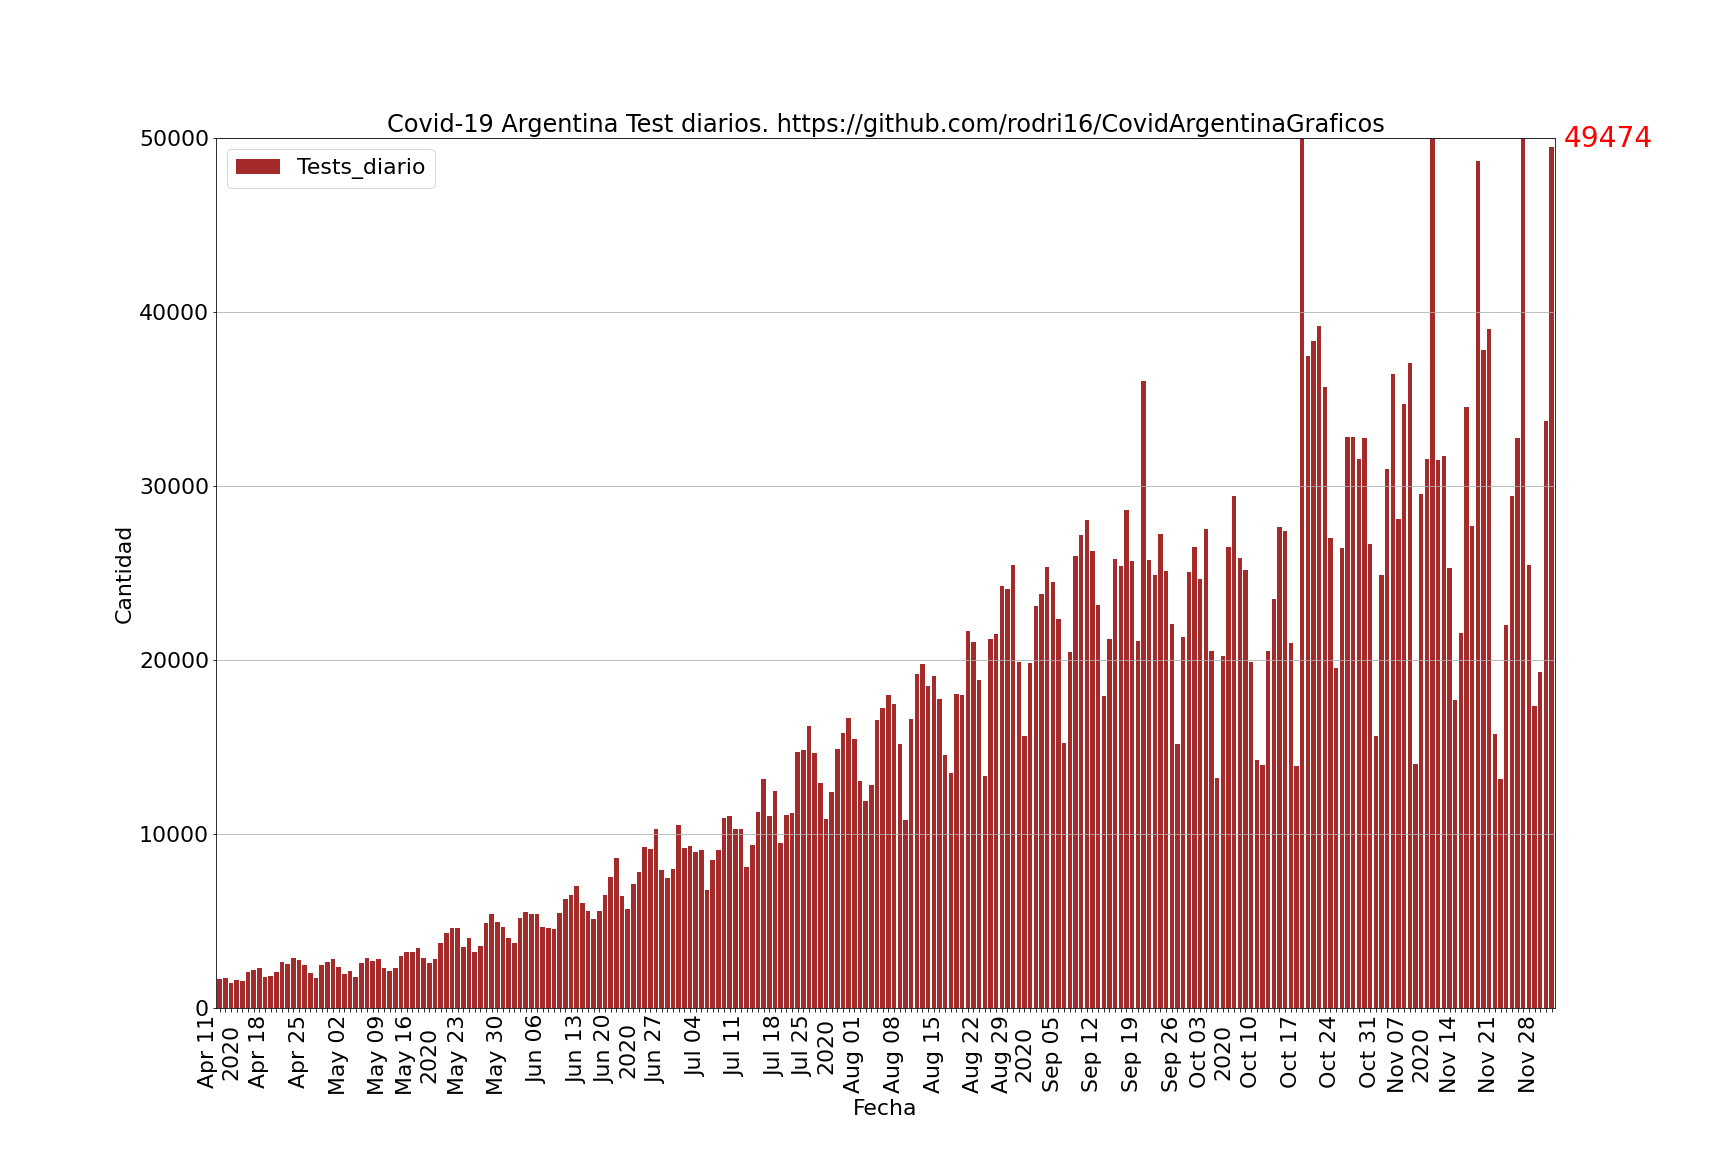 Covid-19 Argentina Test diarios. https://github.com/rodri16/CovidArgentinaGraficos
49474
Tests_diario
50000
40000
30000
20000
10000
0
Cantidad
Apr 11
2020
Apr 18
Apr 25
May 02
May 09
May 16
2020
May 23
May 30
Jun 06
Jun 13
Jun 20
2020
Jun 27
Jul 04
Jul 11
Jul 18
Jul 25
2020
Aug 01
Aug 08
Aug 15
Aug 22
Aug 29
2020
Sep 05
Sep 12
Sep 19
Sep 26
Oct 03
2020
Oct 10
Oct 17
Oct 24
Oct 31
Nov 07
2020
Nov 14
Nov 21
Nov 28
Fecha